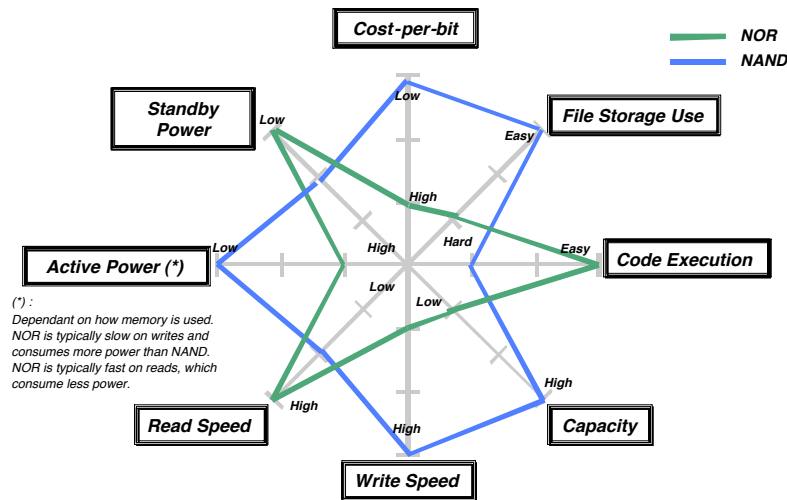 Cost-per-bit
NOR
NAND
Standby
Power
Low
Low
File Storage Use
Easy
High
Active Power (*)
Low
High
Hard
Easy
Code Execution
Low
Low
(*) :
Dependant on how memory is used.
NOR is typically slow on writes and
consumes more power than NAND.
NOR is typically fast on reads, which
consume less power.
High
High
High
Read Speed
Capacity
Write Speed